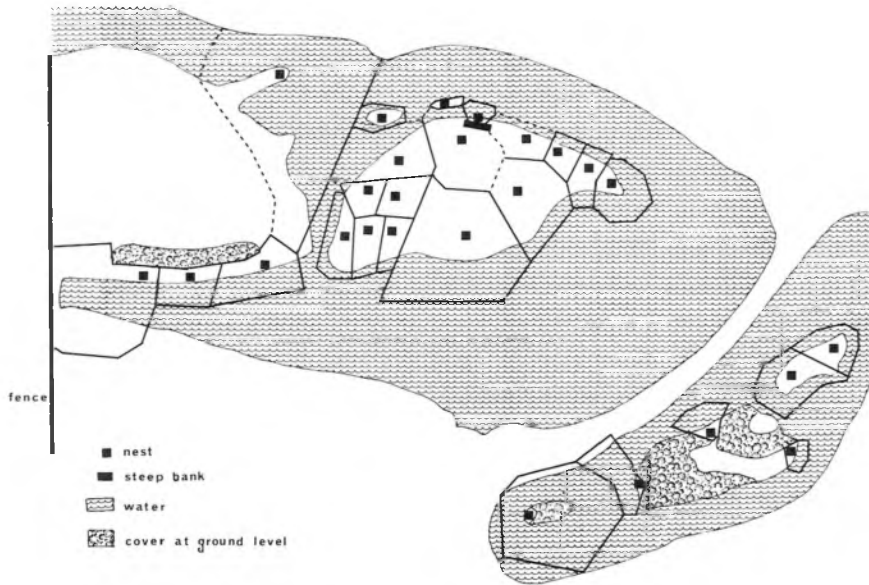 fence
nest
steep bank
water
cover at ground level